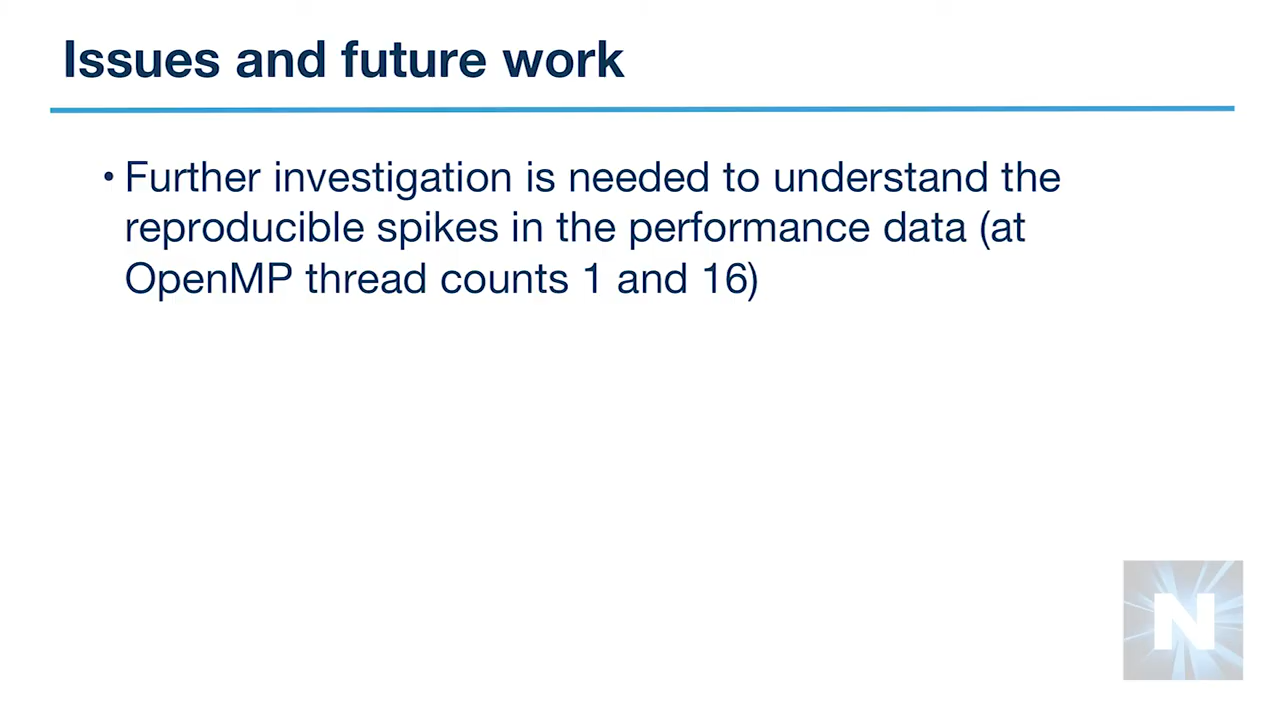 Issues and future work
• Further investigation is needed to understand the
reproducible spikes in the performance data (at
OpenMP thread counts 1 and 16)
N